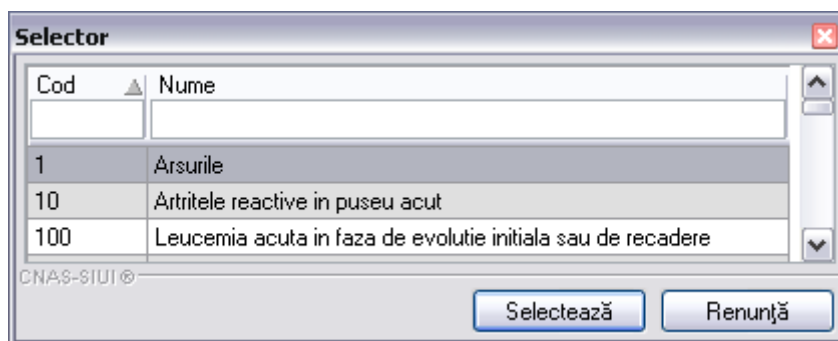 Selector
Cod Nume
1 Arsurile
10 Artritele reactive in puseu acut
100 Leucemia acuta in faza de evolutie initiala sau de recadere
CNAS-SIUI®
Selectează Renunţă